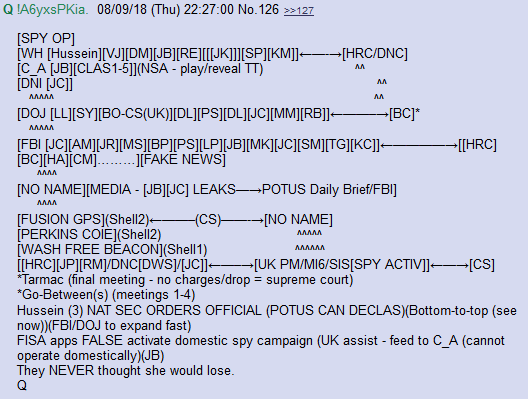 Q !A6yxsPKia. 08/09/18 (Thu) 22:27:00 No.126 >>127
[SPY OP]
[WH [Hussein][VJ][DM][JB][RE][[[JK]]][SP][KM]]←—–→[HRC/DNC]
[C_A [JB][CLAS1-5]](NSA - play/reveal TT) ^^
[DNI [JC]] ^^
^^^^^ ^^
[DOJ [LL][SY][BO-CS(UK)][DL][PS][DL][JC][MM][RB]]←———→[BC]*
^^^^^
[FBI [JC][AM][JR][MS][BP][PS][LP][JB][MK][JC][SM][TG][KC]]←————→[[HRC]
[BC][HA][CM]………][FAKE NEWS]
^^^^
[NO NAME][MEDIA - [JB][JC] LEAKS—→POTUS Daily Brief/FBI]
^^^^
[FUSION GPS](Shell2)←——–(CS)——→[NO NAME]
[PERKINS COIE](Shell2) ^^^^^
[WASH FREE BEACON](Shell1) ^^^^^^
[[HRC][JP][RM]/DNC[DWS]/[JC]]←——→[UK PM/MI6/SIS[SPY ACTIV]]←—→[CS]
*Tarmac (final meeting - no charges/drop = supreme court)
*Go-Between(s) (meetings 1-4)
Hussein (3) NAT SEC ORDERS OFFICIAL (POTUS CAN DECLAS)(Bottom-to-top (see
now))(FBI/DOJ to expand fast)
FISA apps FALSE activate domestic spy campaign (UK assist - feed to C_A (cannot
operate domestically)(JB)
They NEVER thought she would lose.
Q